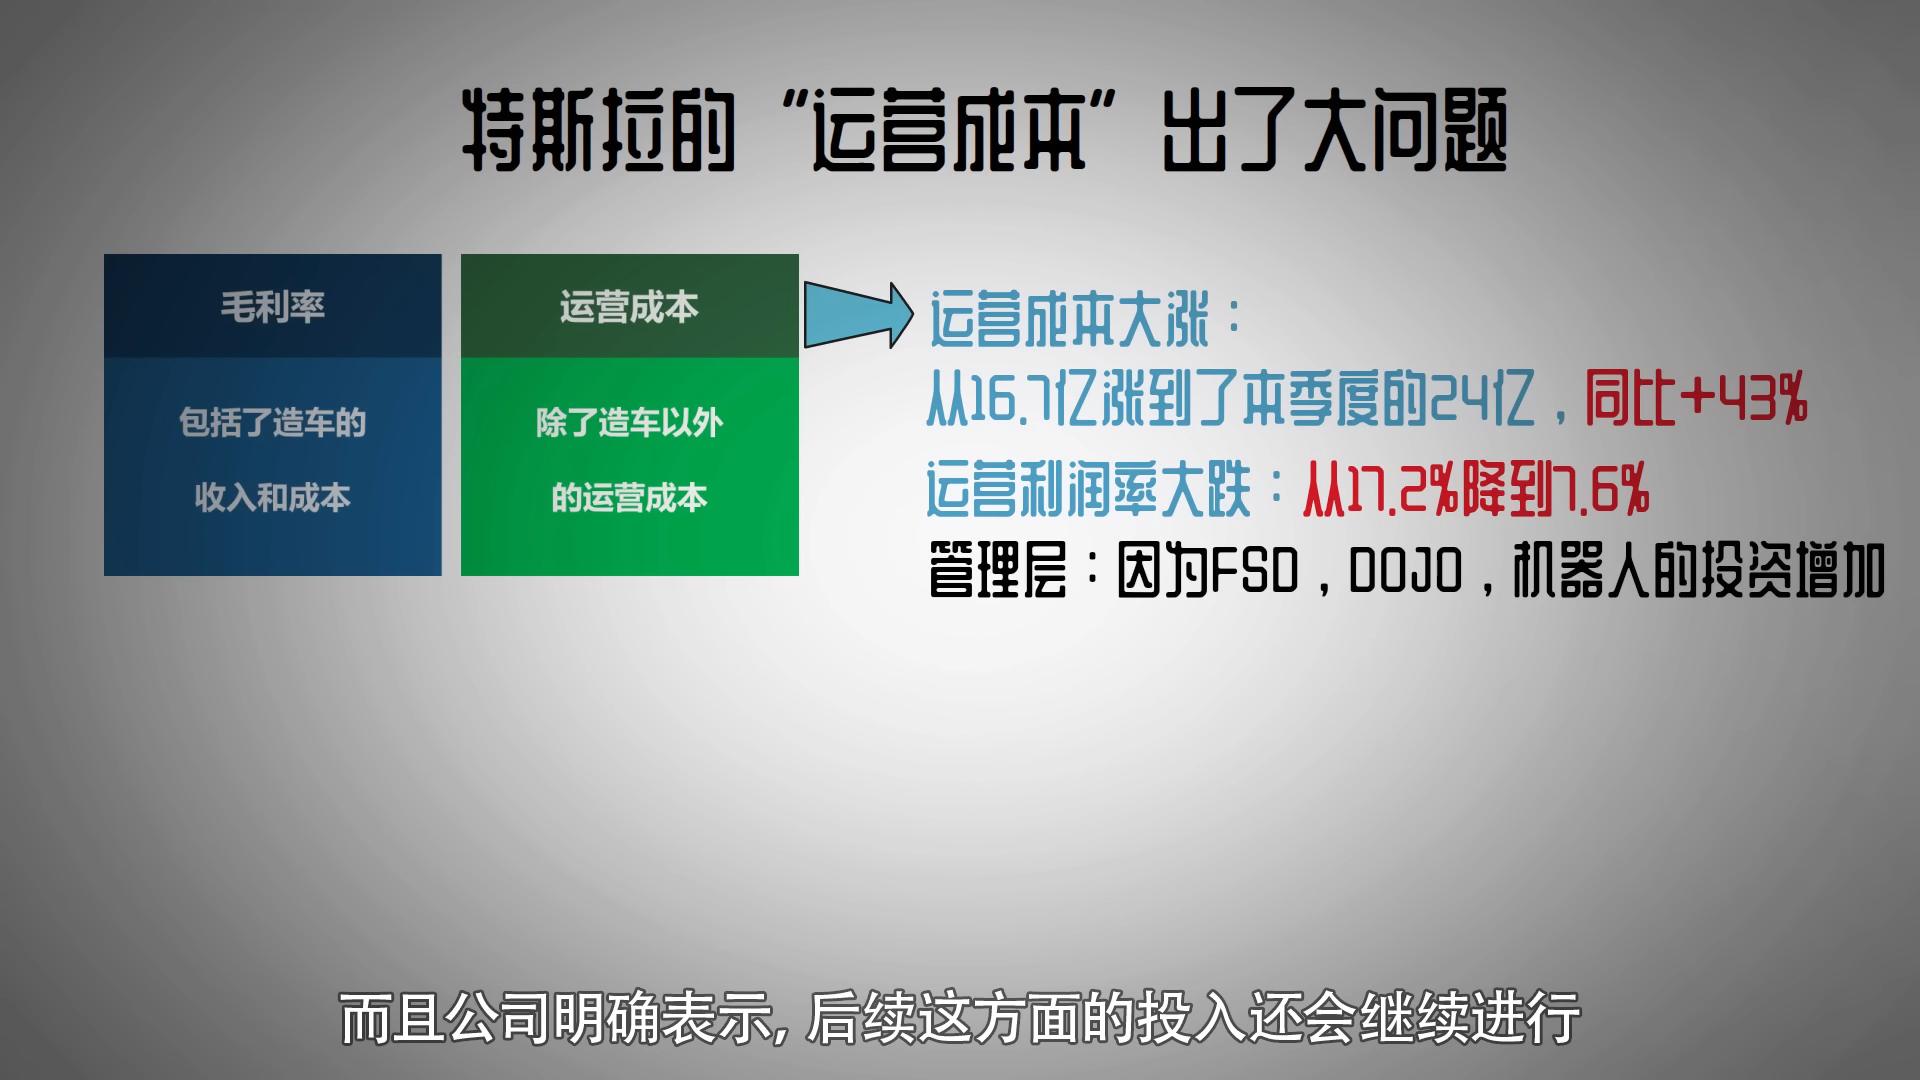 特斯拉的 “运营成本” 出了大问题
毛利率
包括了造车的
收入和成本
运营成本
除了造车以外
的运营成本
运营成本大涨：
从16.7亿涨到了本季度的24亿，同比+43%
运营利润率大跌：从17.2%降到7.6%
管理层：因为FSD，DOJO，机器人的投资增加
而且公司明确表示, 后续这方面的投入还会继续进行